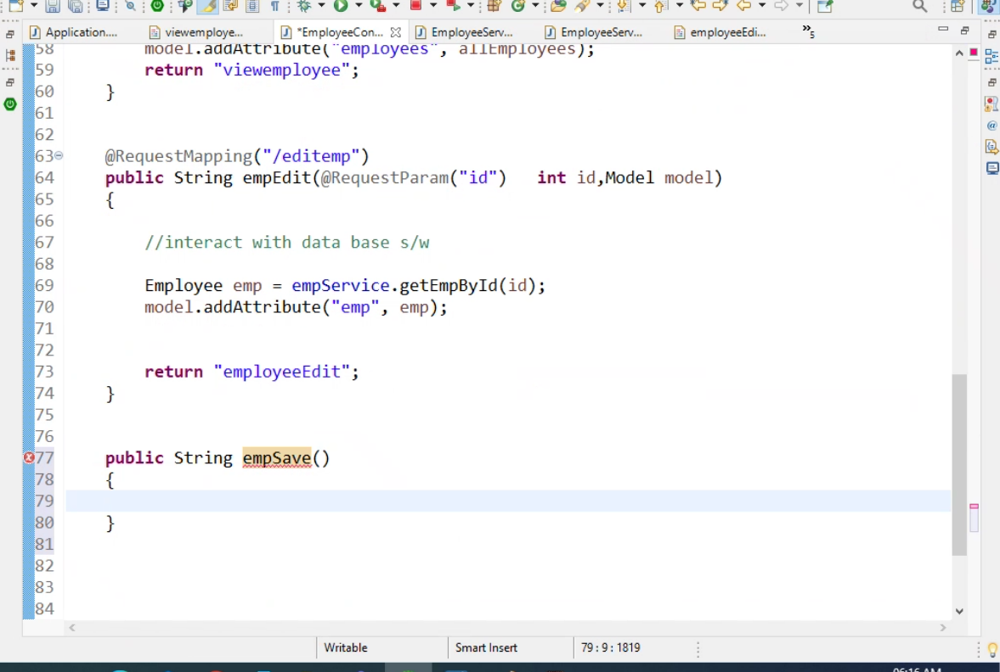 Application.... viewemploye... *EmployeeCon... EmployeeServ... EmployeeServ... employeeEdi... »5
58 model.addAttribute("employees", allEmployees);
59 return "viewemployee";
60 }
61
62
63 @RequestMapping("/editemp")
64 public String empEdit(@RequestParam("id") int id,Model model)
65 {
66
67 //interact with data base s/w
68
69 Employee emp = empService.getEmpById(id);
70 model.addAttribute("emp", emp);
71
72
73 return "employeeEdit";
74 }
75
76
77 public String empSave()
78 {
79
80 }
81
82
83
84
Writable Smart Insert 79:9:1819
06:16 AM